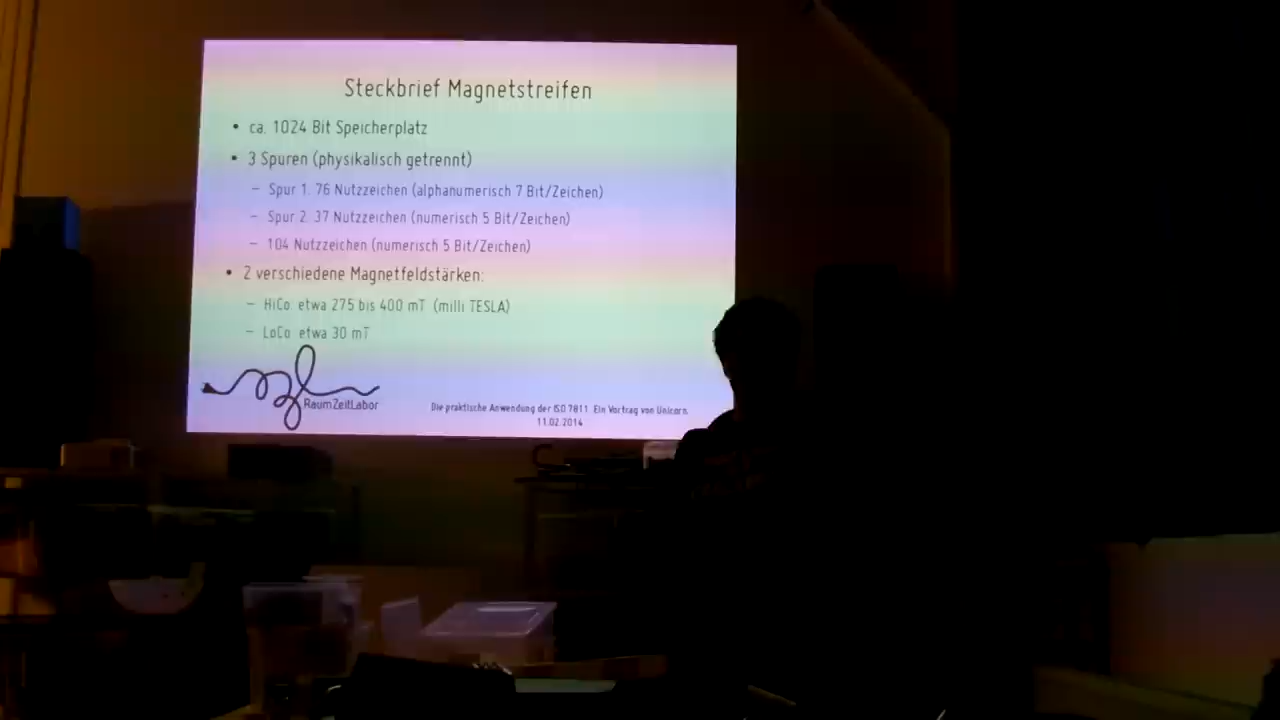 Steckbrief Magnetstreifen
• ca. 1024 Bit Speicherplatz
• 3 Spuren (physikalisch getrennt)
– Spur 1: 76 Nutzzeichen (alphanumerisch 7 Bit/Zeichen)
– Spur 2: 37 Nutzzeichen (numerisch 5 Bit/Zeichen)
– 104 Nutzzeichen (numerisch 5 Bit/Zeichen)
• 2 verschiedene Magnetfeldstärken:
– HiCo: etwa 275 bis 400 mT (milli TESLA)
– LoCo: etwa 30 mT
RaumZeitLabor
Die praktische Anwendung der ISO 7811. Ein Vortrag von Unicorn
11.02.2014